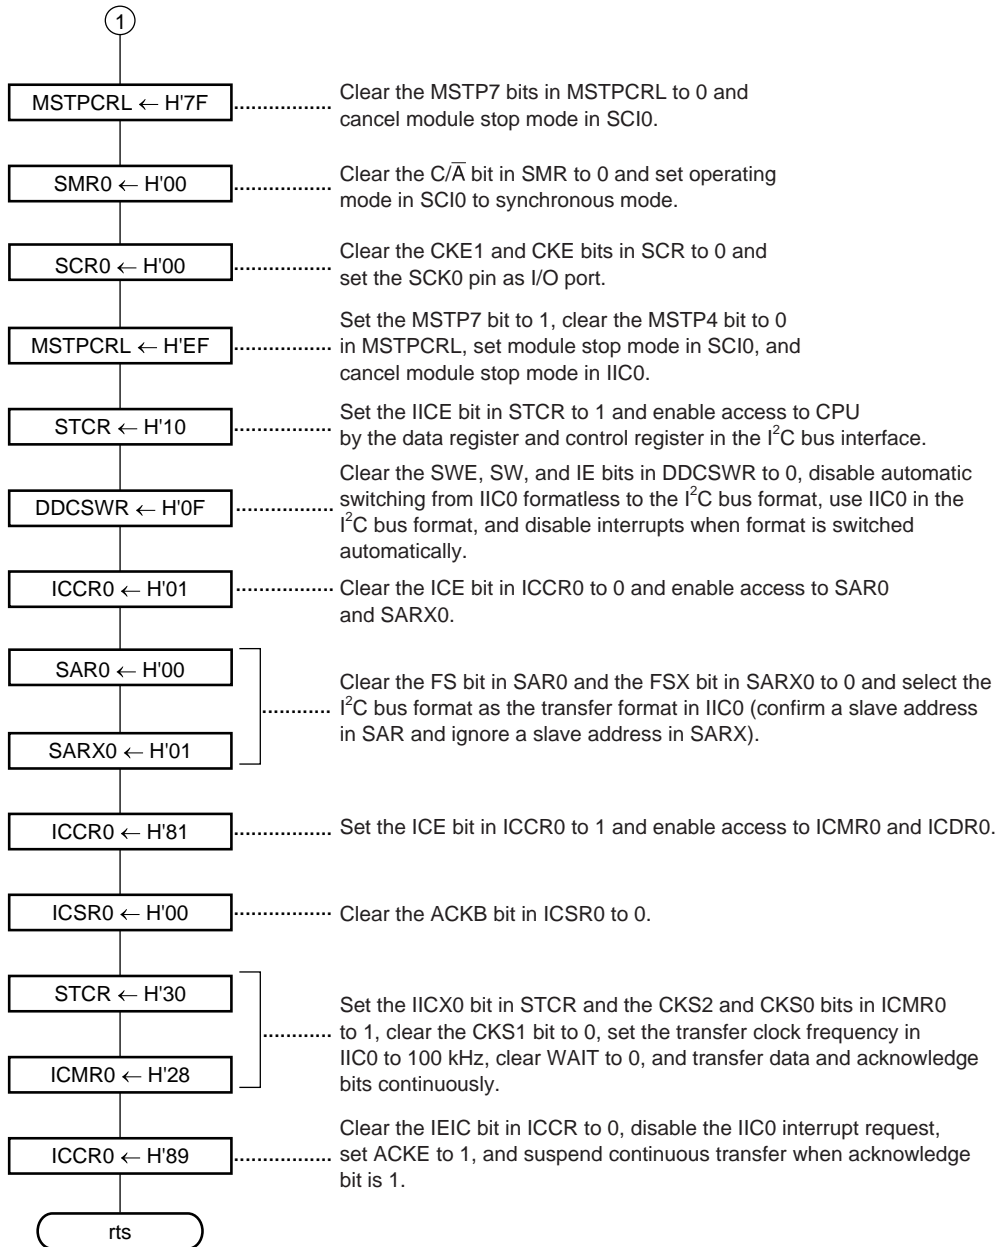 1
MSTPCRL ← H'7F
Clear the MSTP7 bits in MSTPCRL to 0 and
cancel module stop mode in SCI0.
SMR0 ← H'00
Clear the C/A̅ bit in SMR to 0 and set operating
mode in SCI0 to synchronous mode.
SCR0 ← H'00
Clear the CKE1 and CKE bits in SCR to 0 and
set the SCK0 pin as I/O port.
MSTPCRL ← H'EF
Set the MSTP7 bit to 1, clear the MSTP4 bit to 0
in MSTPCRL, set module stop mode in SCI0, and
cancel module stop mode in IIC0.
STCR ← H'10
Set the IICE bit in STCR to 1 and enable access to CPU
by the data register and control register in the I²C bus interface.
DDCSWR ← H'0F
Clear the SWE, SW, and IE bits in DDCSWR to 0, disable automatic
switching from IIC0 formatless to the I²C bus format, use IIC0 in the
I²C bus format, and disable interrupts when format is switched
automatically.
ICCR0 ← H'01
Clear the ICE bit in ICCR0 to 0 and enable access to SAR0
and SARX0.
SAR0 ← H'00
SARX0 ← H'01
Clear the FS bit in SAR0 and the FSX bit in SARX0 to 0 and select the
I²C bus format as the transfer format in IIC0 (confirm a slave address
in SAR and ignore a slave address in SARX).
ICCR0 ← H'81
Set the ICE bit in ICCR0 to 1 and enable access to ICMR0 and ICDR0.
ICSR0 ← H'00
Clear the ACKB bit in ICSR0 to 0.
STCR ← H'30
ICMR0 ← H'28
Set the IICX0 bit in STCR and the CKS2 and CKS0 bits in ICMR0
to 1, clear the CKS1 bit to 0, set the transfer clock frequency in
IIC0 to 100 kHz, clear WAIT to 0, and transfer data and acknowledge
bits continuously.
ICCR0 ← H'89
Clear the IEIC bit in ICCR to 0, disable the IIC0 interrupt request,
set ACKE to 1, and suspend continuous transfer when acknowledge
bit is 1.
rts